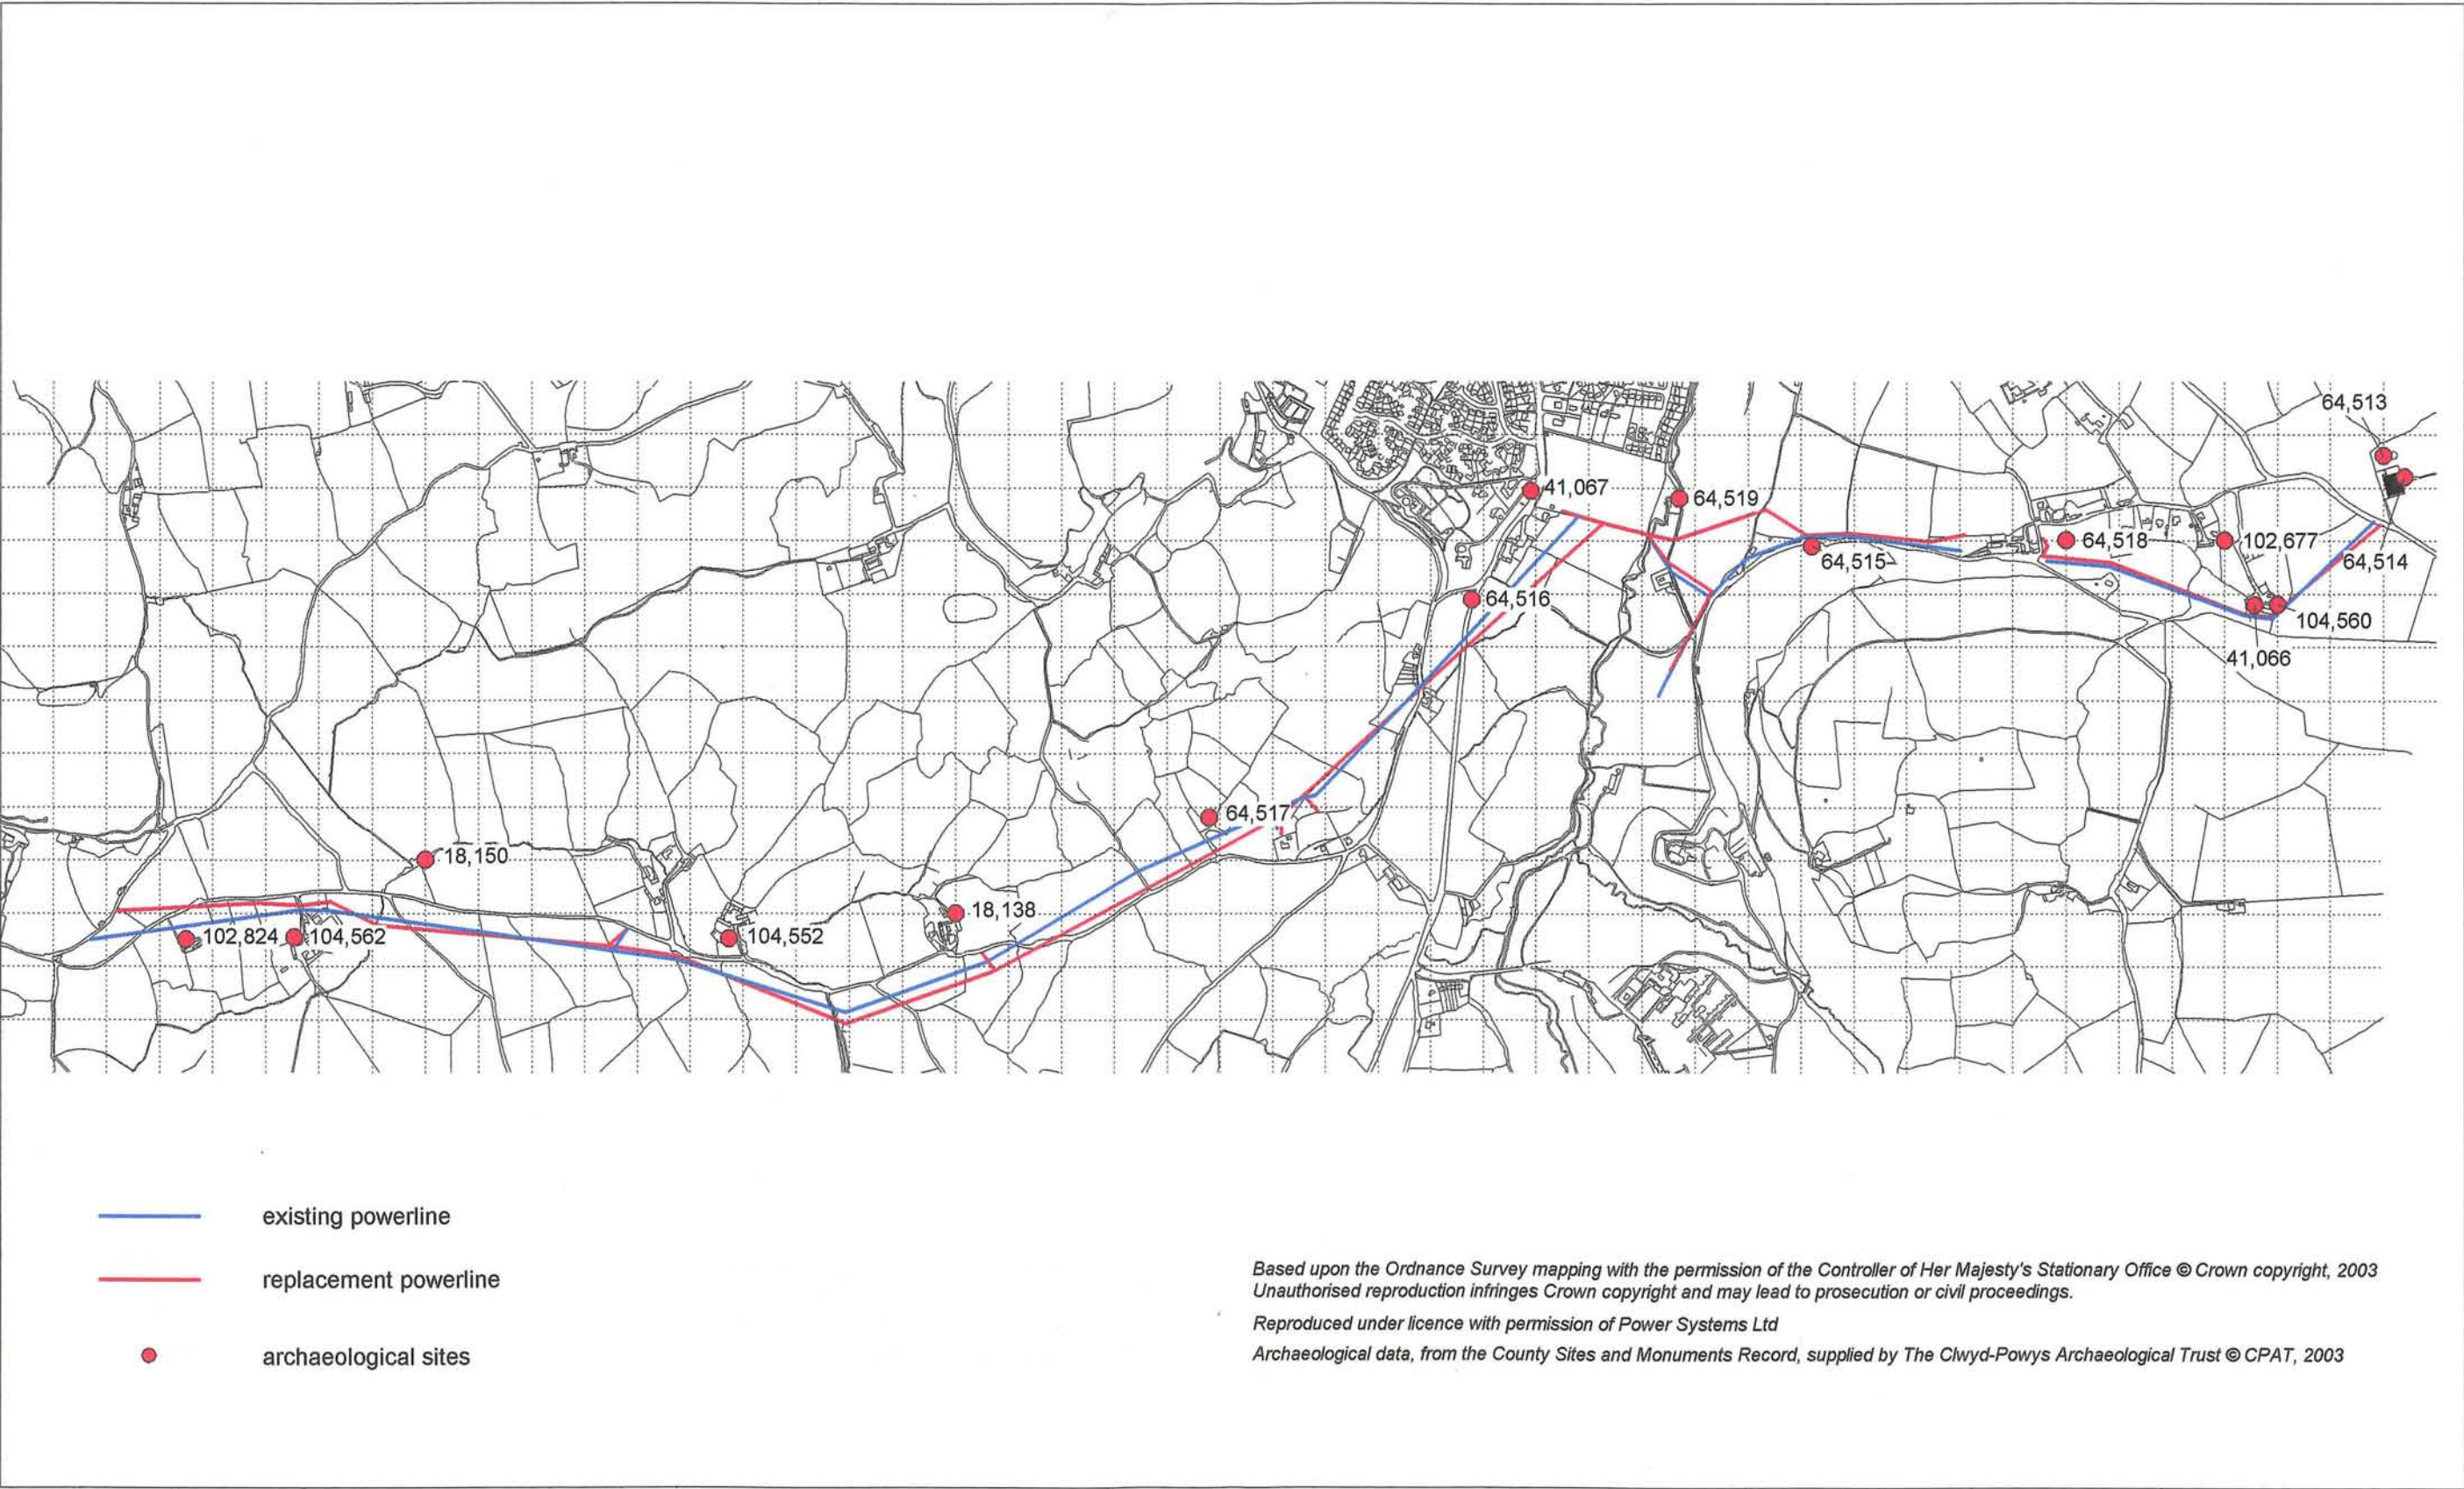 64,513
41,067
64,519
64,518
102,677
64,515
64,514
64,516
104,560
41,066
64,517
18,150
18,138
102,824
104,562
104,552
existing powerline
replacement powerline
archaeological sites
Based upon the Ordnance Survey mapping with the permission of the Controller of Her Majesty's Stationary Office © Crown copyright, 2003
Unauthorised reproduction infringes Crown copyright and may lead to prosecution or civil proceedings.
Reproduced under licence with permission of Power Systems Ltd
Archaeological data, from the County Sites and Monuments Record, supplied by The Clwyd-Powys Archaeological Trust © CPAT, 2003